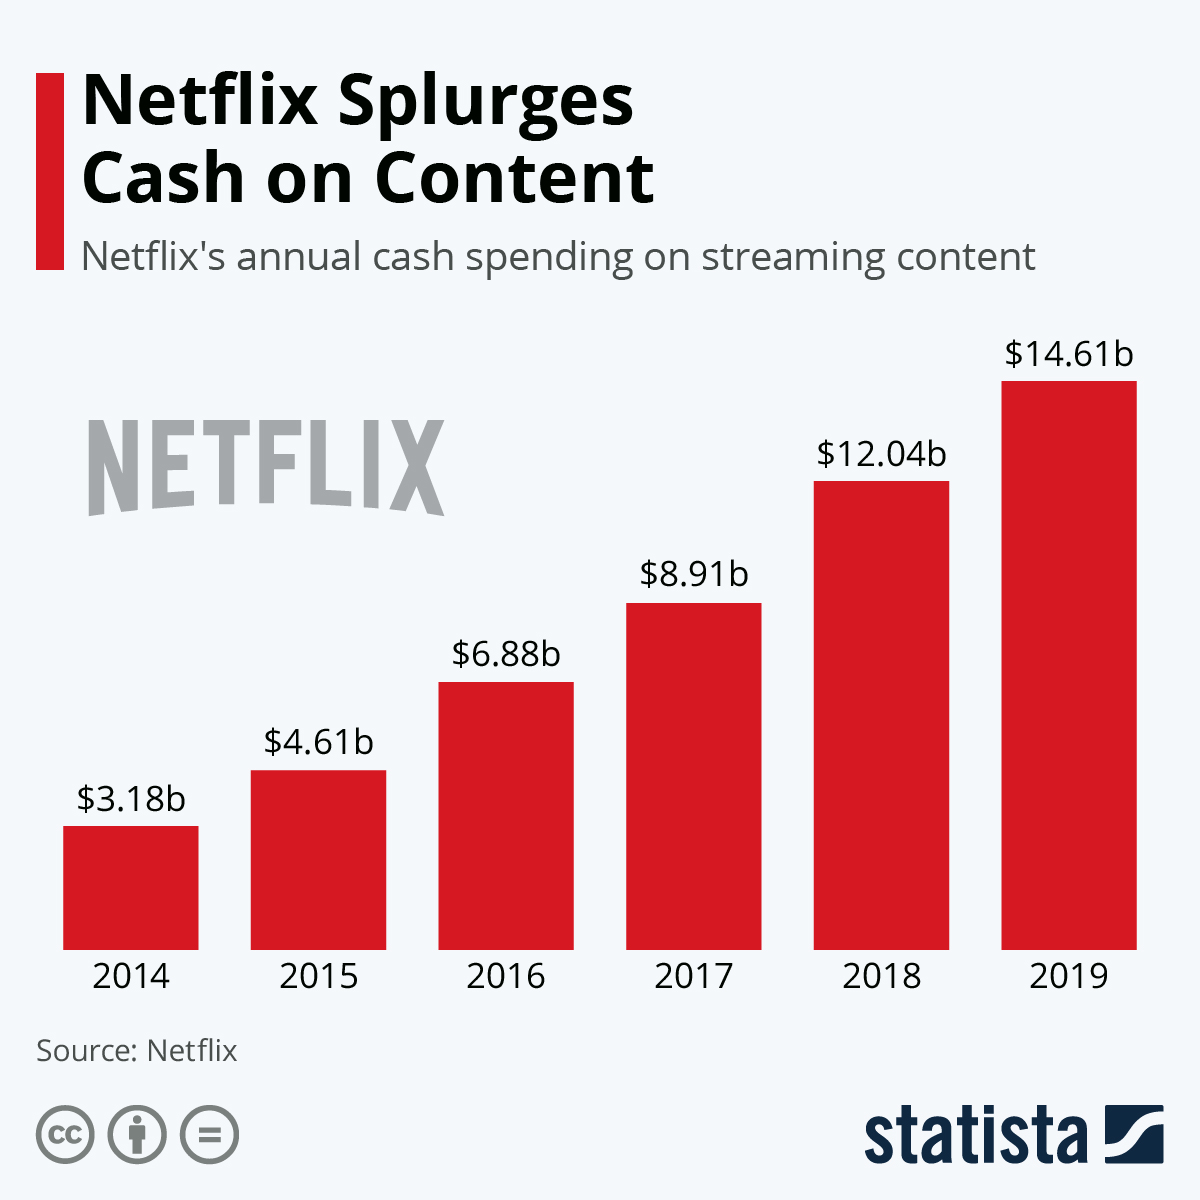 Netflix Splurges
Cash on Content
Netflix's annual cash spending on streaming content
NETFLIX
$3.18b
$4.61b
$6.88b
$8.91b
$12.04b
$14.61b
2014 2015 2016 2017 2018 2019
Source: Netflix
cc
statista